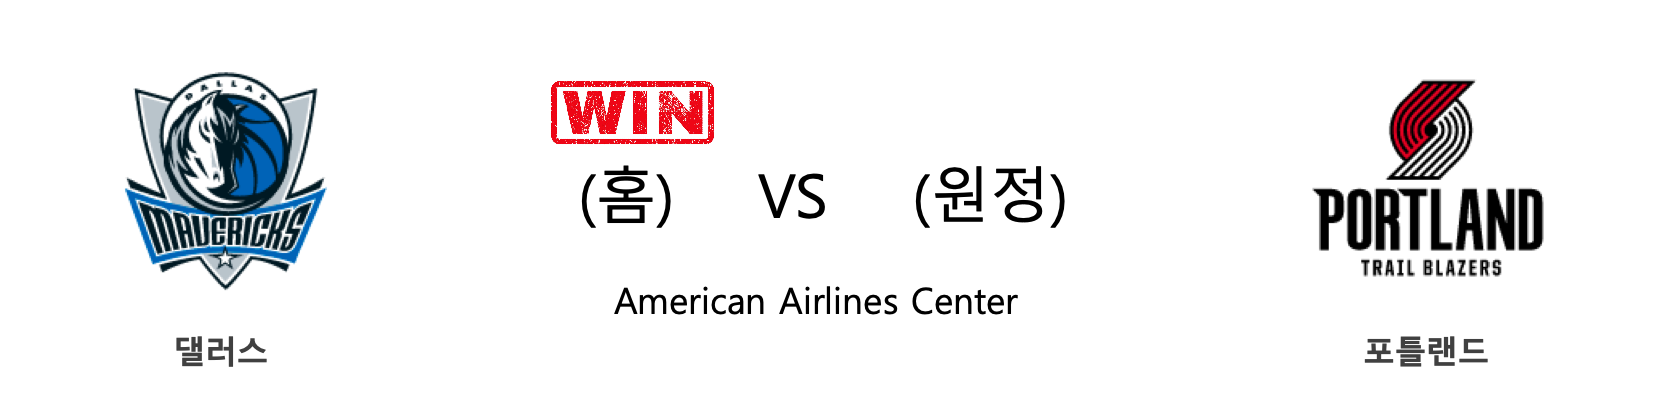 DALLAS
MAVERICKS
WIN
(홈) VS (원정)
American Airlines Center
PORTLAND
TRAIL BLAZERS
댈러스
포틀랜드